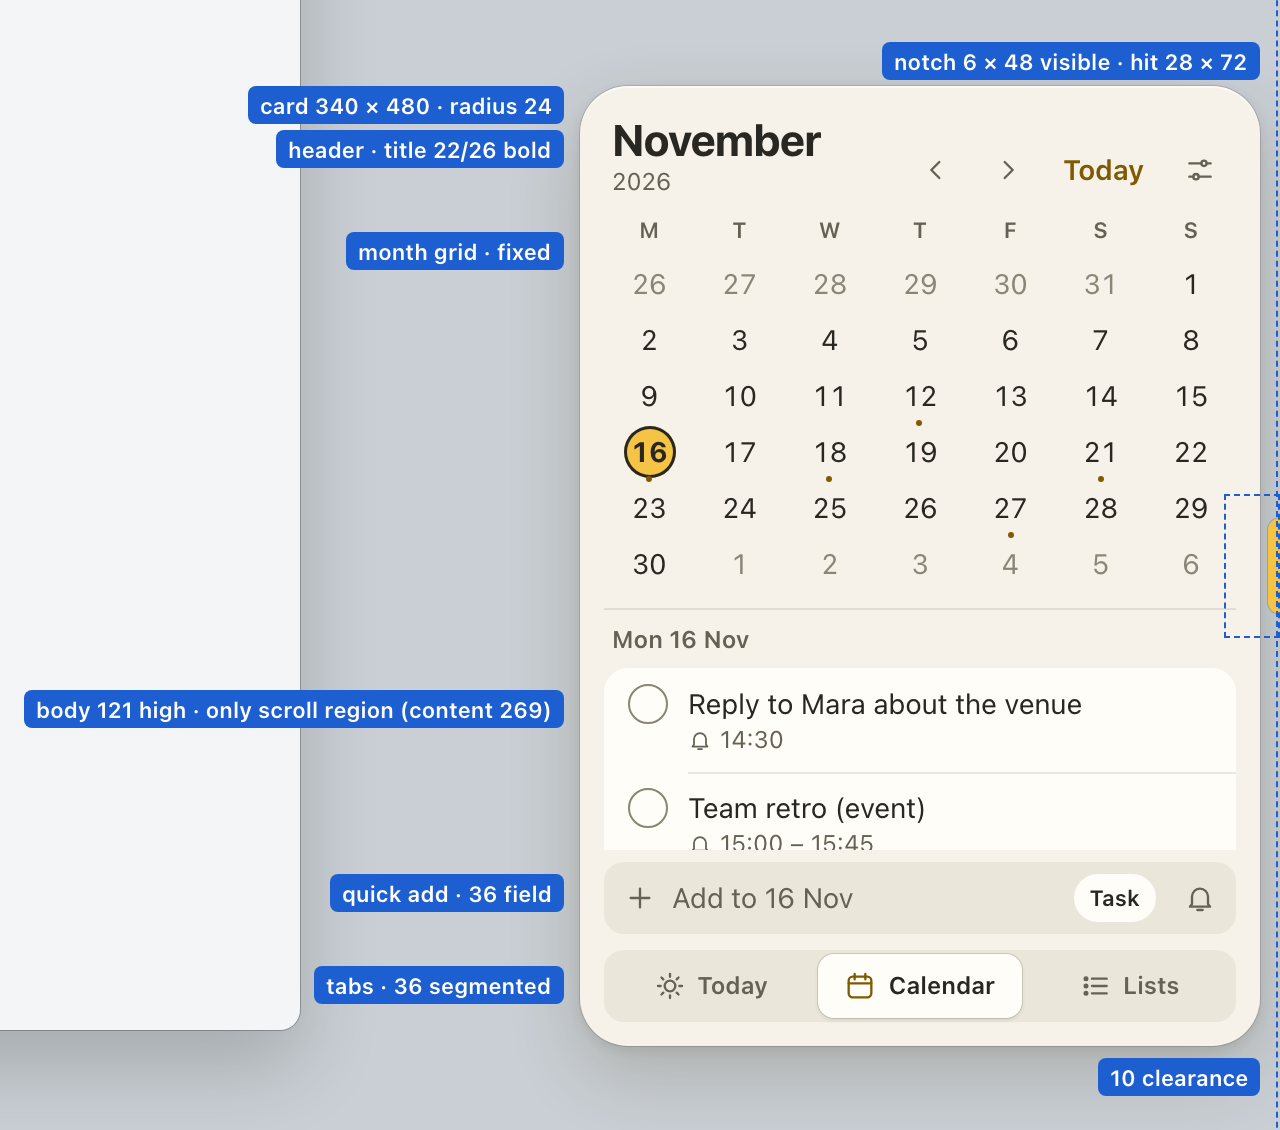 notch 6 × 48 visible · hit 28 × 72
card 340 × 480 · radius 24
header · title 22/26 bold
November
2026
Today
month grid · fixed
M T W T F S S
26 27 28 29 30 31 1
2 3 4 5 6 7 8
9 10 11 12 13 14 15
16 17 18 19 20 21 22
23 24 25 26 27 28 29
30 1 2 3 4 5 6
Mon 16 Nov
body 121 high · only scroll region (content 269)
Reply to Mara about the venue
14:30
Team retro (event)
15:00 – 15:45
quick add · 36 field
Add to 16 Nov Task
tabs · 36 segmented
Today Calendar Lists
10 clearance